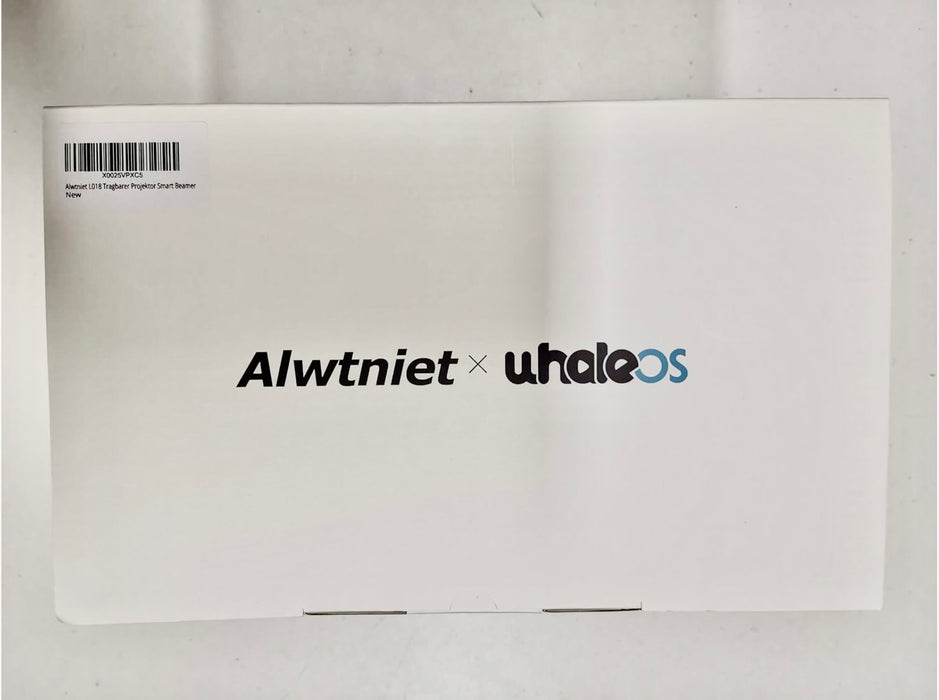 X0025VPXC5
Alwtniet L018 Tragbarer Projektor Smart Beamer
New
Alwtniet × whaleos